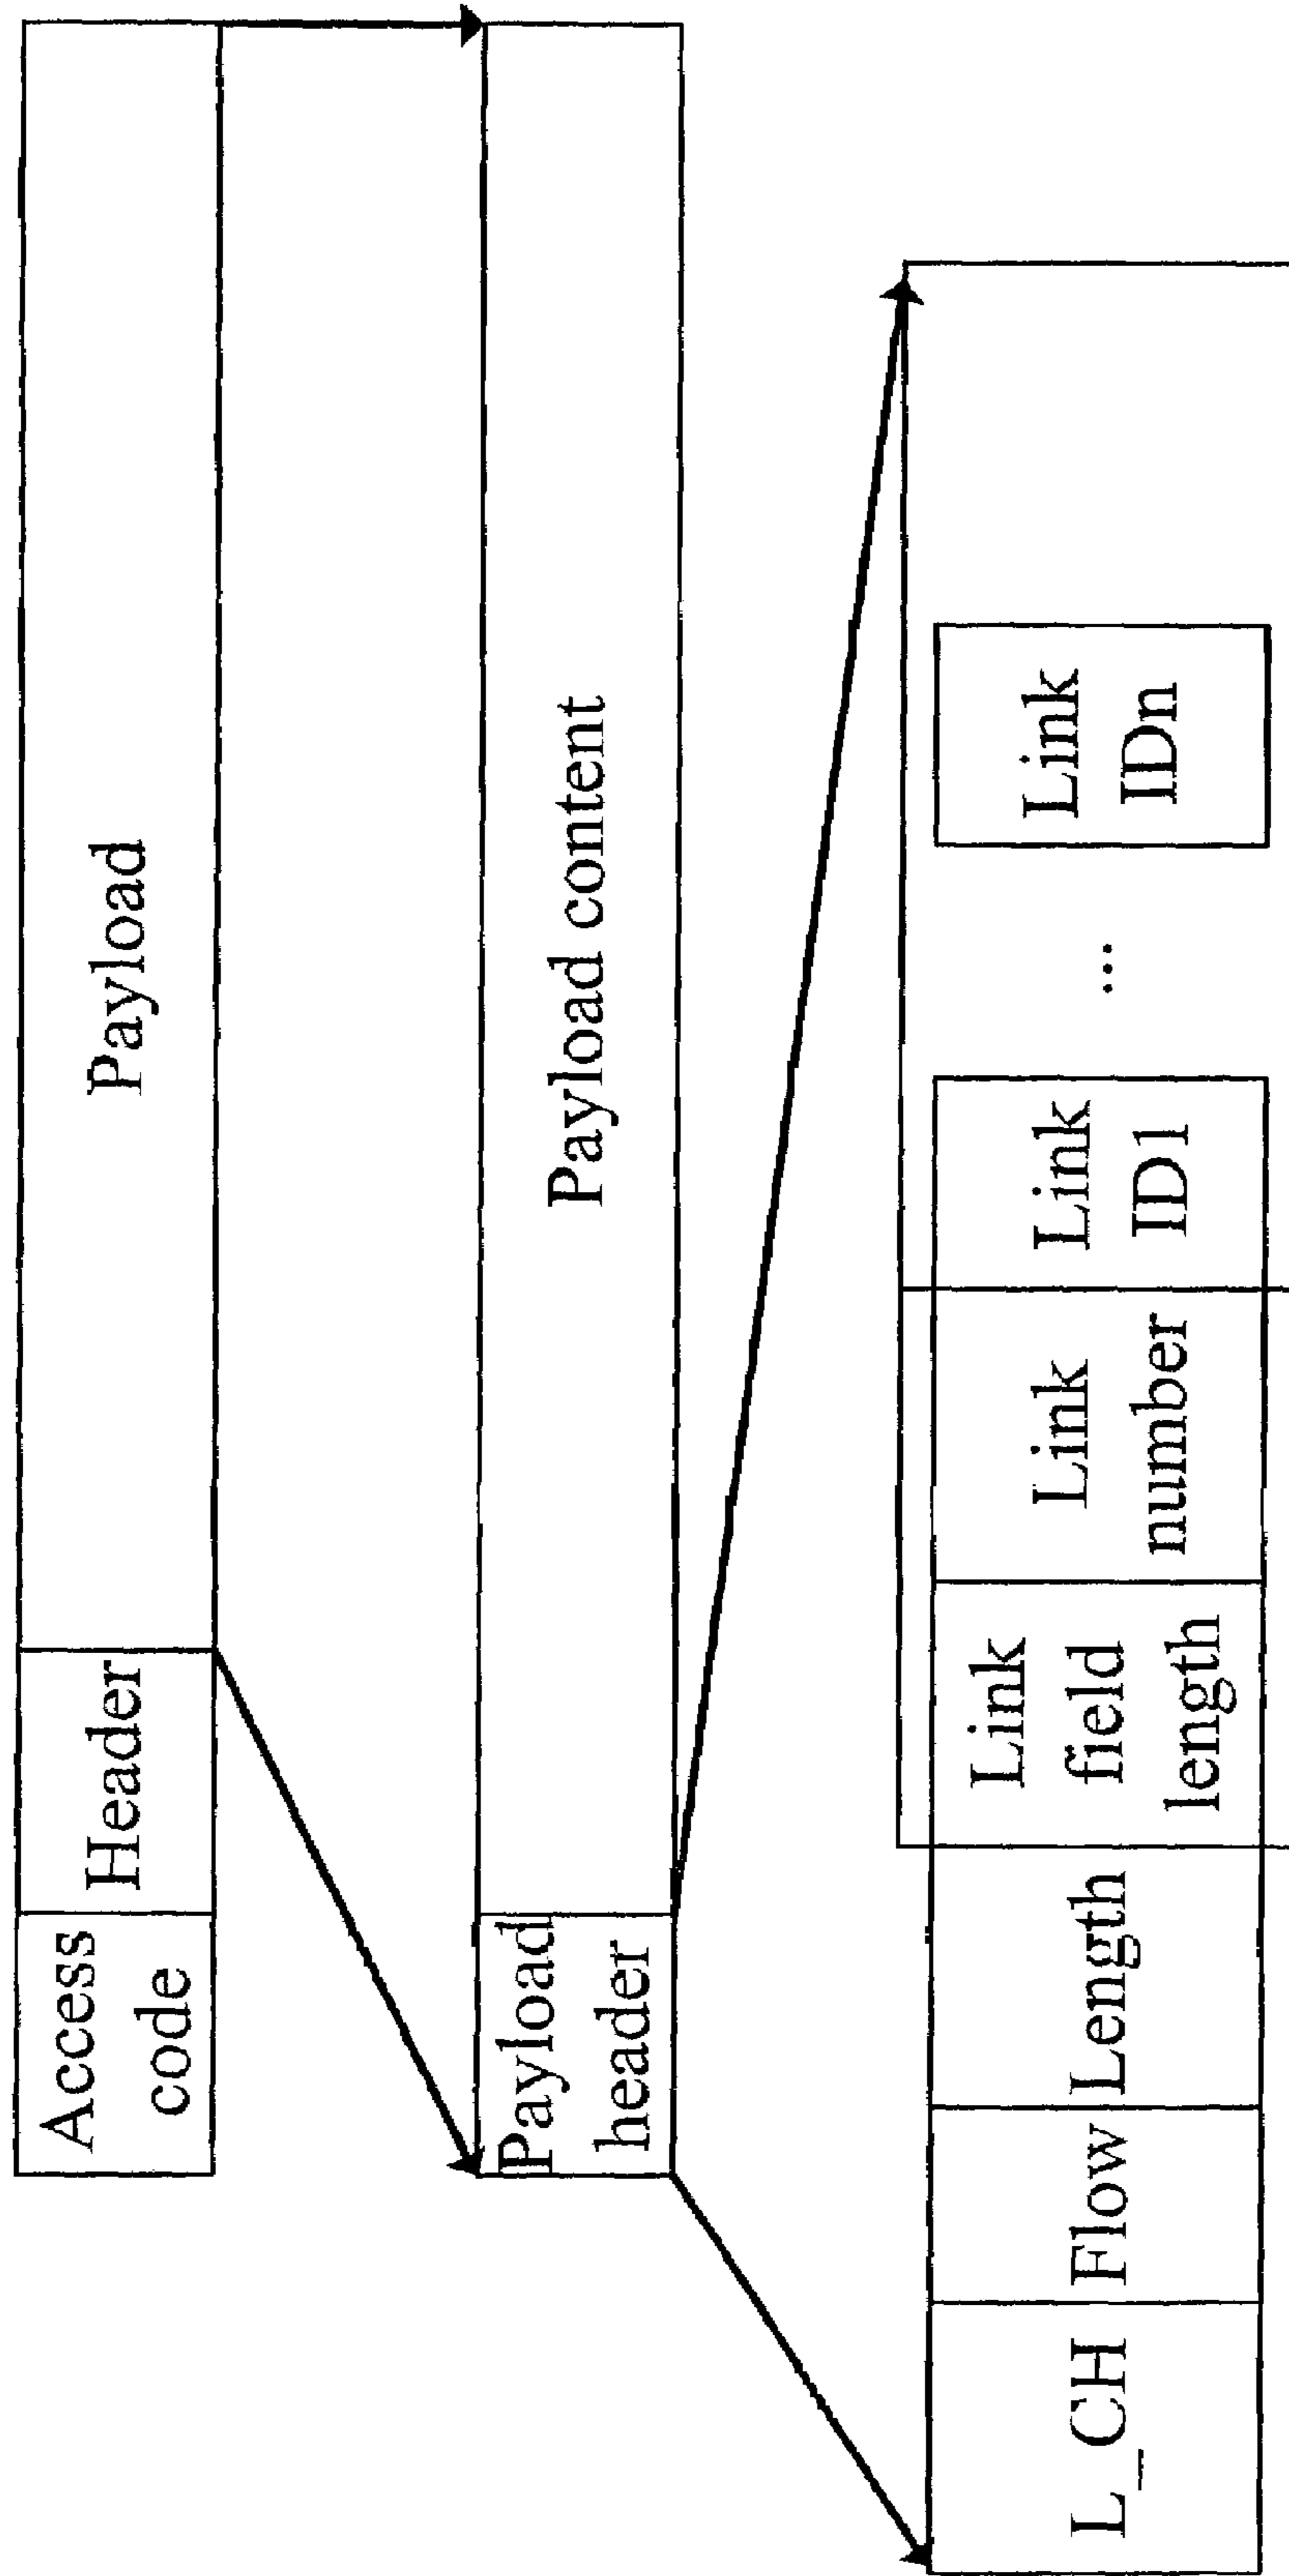 Access
code
Header
Payload
Payload
header
Payload content
L_CH
Flow
Length
Link
field
length
Link
number
Link
ID1
...
Link
IDn